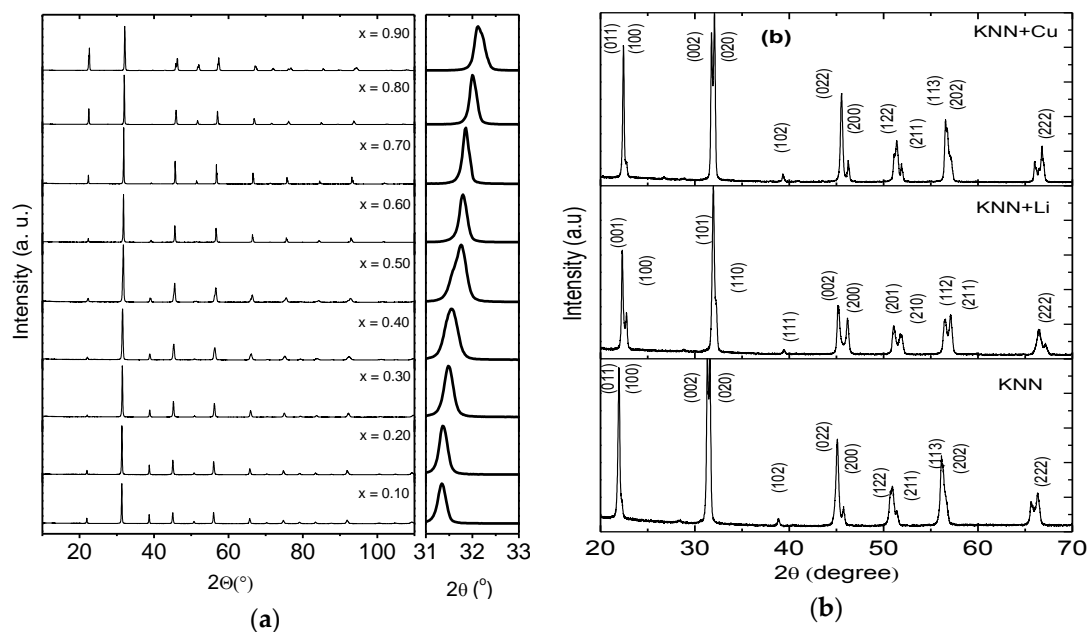 (a)
x = 0.90
x = 0.80
x = 0.70
x = 0.60
x = 0.50
x = 0.40
x = 0.30
x = 0.20
x = 0.10
Intensity (a. u.)
20 40 60 80 100
2Θ(°)
31 32 33
2θ (°)
(a)
(b)
KNN+Cu
(011) (100) (002) (020) (102) (022) (200) (122) (211) (113) (202) (222)
KNN+Li
(001) (100) (101) (110) (111) (002) (200) (201) (210) (112) (211) (222)
KNN
(011) (100) (002) (020) (102) (022) (200) (122) (211) (113) (202) (222)
Intensity (a.u)
20 30 40 50 60 70
2θ (degree)
(b)